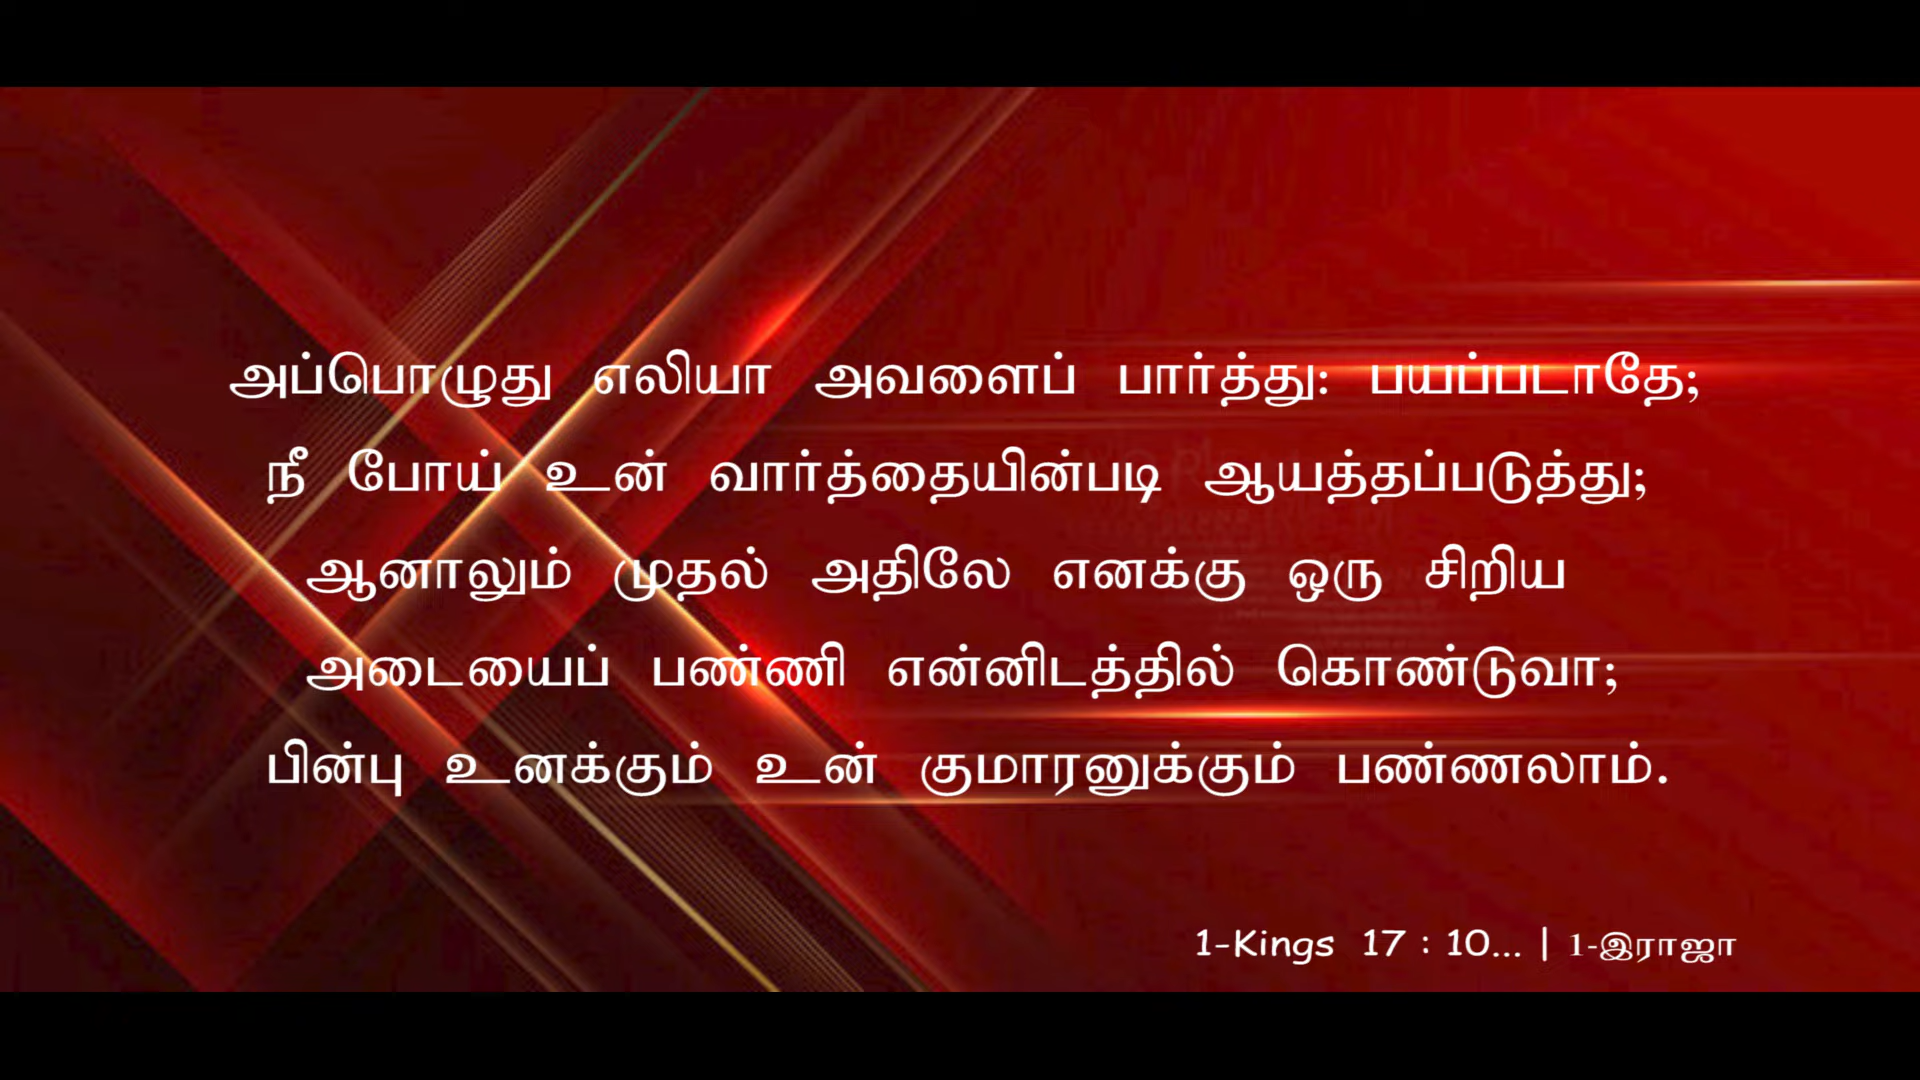 அப்பொழுது எலியா அவளைப் பார்த்து: பயப்படாதே;
நீ போய் உன் வார்த்தையின்படி ஆயத்தப்படுத்து;
ஆனாலும் முதல் அதிலே எனக்கு ஒரு சிறிய
அடையைப் பண்ணி என்னிடத்தில் கொண்டுவா;
பின்பு உனக்கும் உன் குமாரனுக்கும் பண்ணலாம்.
1-Kings 17 : 10... | 1-இராஜா